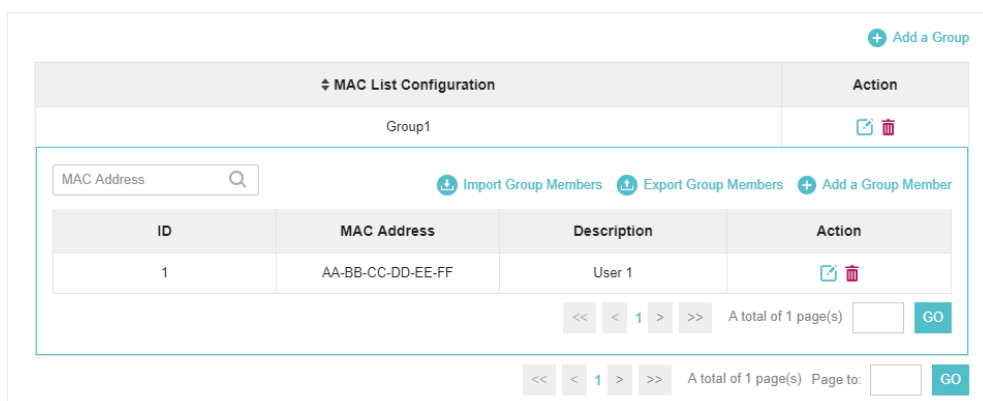 Add a Group
MAC List Configuration Action
Group1
MAC Address Import Group Members Export Group Members Add a Group Member
ID MAC Address Description Action
1 AA-BB-CC-DD-EE-FF User 1
<< < 1 > >> A total of 1 page(s) GO
<< < 1 > >> A total of 1 page(s) Page to: GO